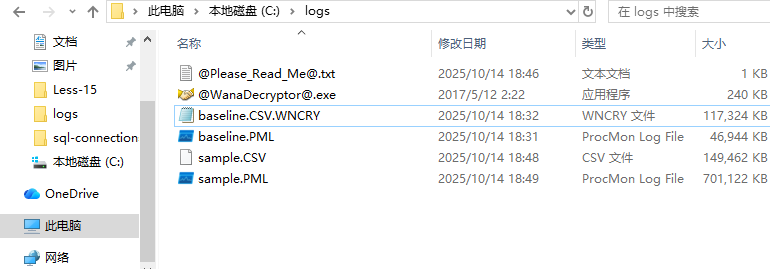 此电脑 > 本地磁盘 (C:) > logs
在 logs 中搜索
文档
图片
Less-15
logs
sql-connections
本地磁盘 (C:)
OneDrive
此电脑
网络
名称 修改日期 类型 大小
@Please_Read_Me@.txt 2025/10/14 18:46 文本文档 1 KB
@WanaDecryptor@.exe 2017/5/12 2:22 应用程序 240 KB
baseline.CSV.WNCRY 2025/10/14 18:32 WNCRY 文件 117,324 KB
baseline.PML 2025/10/14 18:31 ProcMon Log File 46,944 KB
sample.CSV 2025/10/14 18:48 CSV 文件 149,462 KB
sample.PML 2025/10/14 18:49 ProcMon Log File 701,122 KB